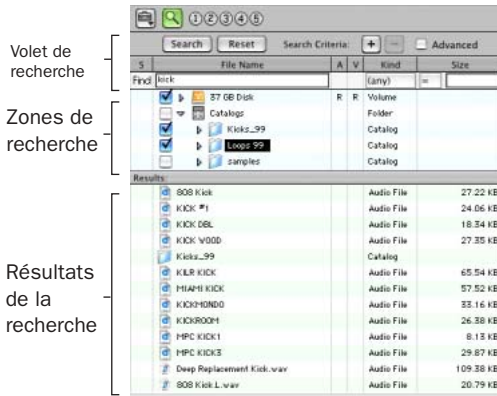 1 2 3 4 5
Volet de recherche
Search Reset Search Criteria: + - Advanced
S File Name A V Kind Size
Find kick (any) =
Zones de recherche
37 GB Disk R R Volume
Catalogs Folder
Kicks_99 Catalog
Loops 99 Catalog
samples Catalog
Results:
Résultats de la recherche
808 Kick Audio File 27.22 KB
KICK #1 Audio File 24.06 KB
KICK DBL Audio File 18.34 KB
KICK WOOD Audio File 27.35 KB
Kicks_99 Catalog
KILR KICK Audio File 65.54 KB
MIAMI KICK Audio File 57.52 KB
KICKMONDO Audio File 33.16 KB
KICKROOM Audio File 26.38 KB
MPC KICK1 Audio File 8.13 KB
MPC KICK3 Audio File 29.87 KB
Deep Replacement Kick.wav Audio File 109.38 KB
808 Kick L.wav Audio File 20.79 KB